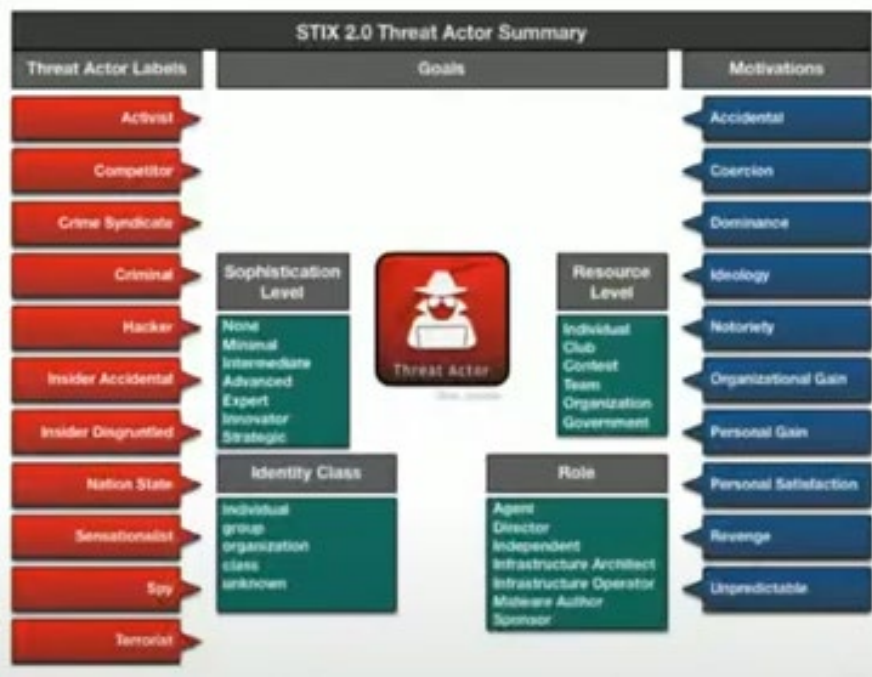 STIX 2.0 Threat Actor Summary
Threat Actor Labels
Goals
Motivations
Activist
Competitor
Crime Syndicate
Criminal
Hacker
Insider Accidental
Insider Disgruntled
Nation State
Sensationalist
Spy
Terrorist
Sophistication
Level
None
Minimal
Intermediate
Advanced
Expert
Innovator
Strategic
Threat Actor
Resource
Level
Individual
Club
Contest
Team
Organization
Government
Identity Class
individual
group
organization
class
unknown
Role
Agent
Director
Independent
Infrastructure Architect
Infrastructure Operator
Malware Author
Sponsor
Accidental
Coercion
Dominance
Ideology
Notoriety
Organizational Gain
Personal Gain
Personal Satisfaction
Revenge
Unpredictable